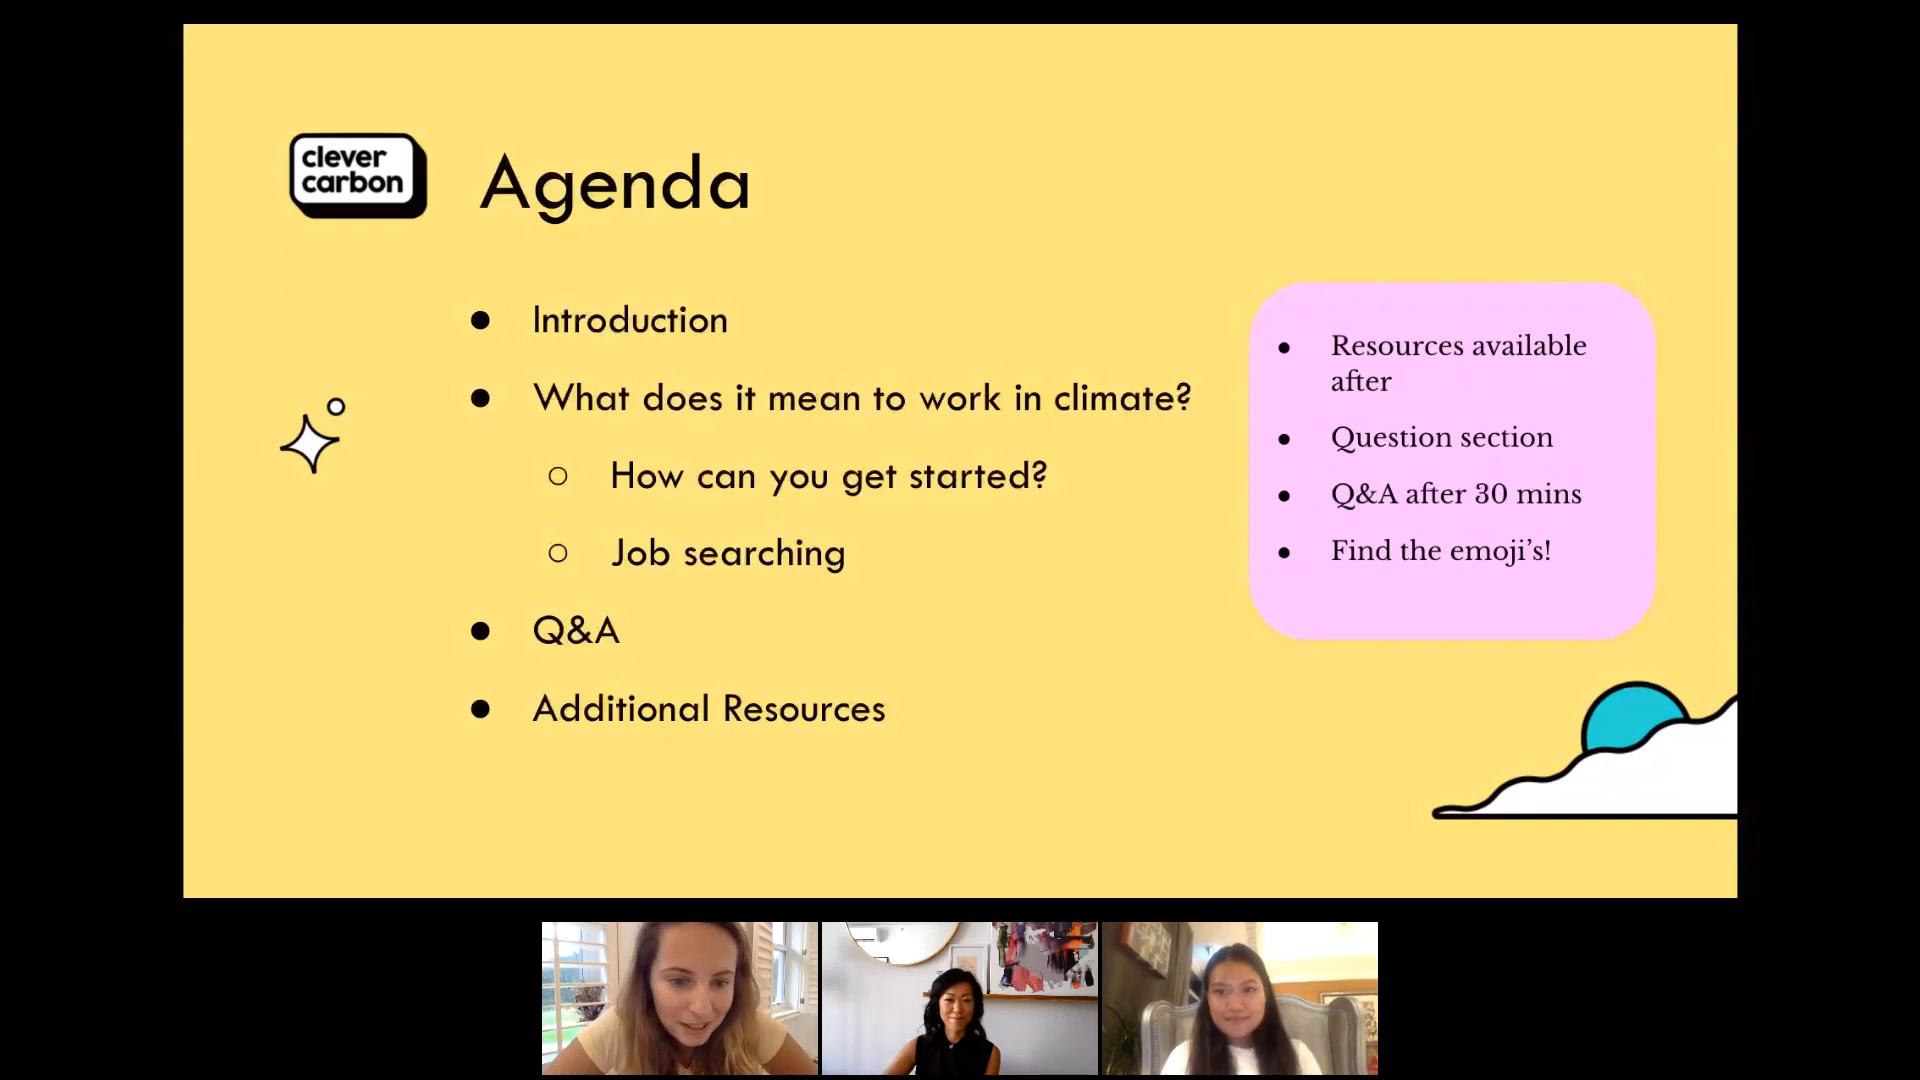 clever
carbon
Agenda
● Introduction
● What does it mean to work in climate?
○ How can you get started?
○ Job searching
● Q&A
● Additional Resources
● Resources available
after
● Question section
● Q&A after 30 mins
● Find the emoji’s!